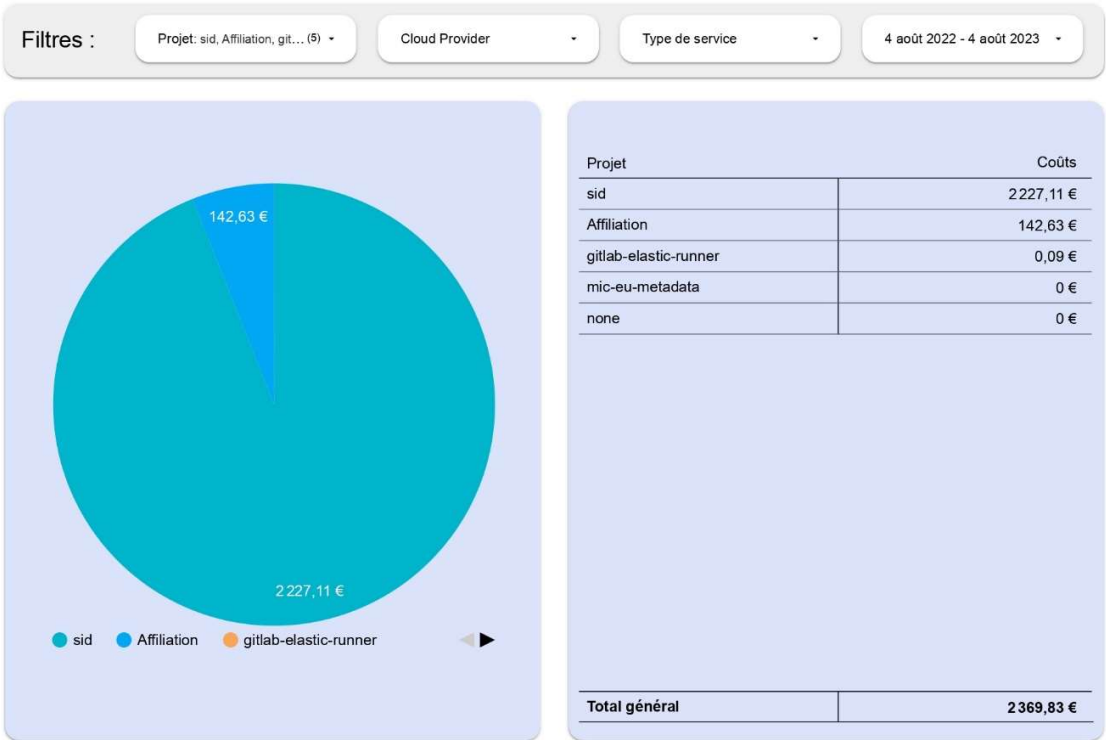 Filtres : Projet: sid, Affiliation, git... (5) Cloud Provider Type de service 4 août 2022 - 4 août 2023
142,63 €
2 227,11 €
sid Affiliation gitlab-elastic-runner
Projet Coûts
sid 2 227,11 €
Affiliation 142,63 €
gitlab-elastic-runner 0,09 €
mic-eu-metadata 0 €
none 0 €
Total général 2 369,83 €